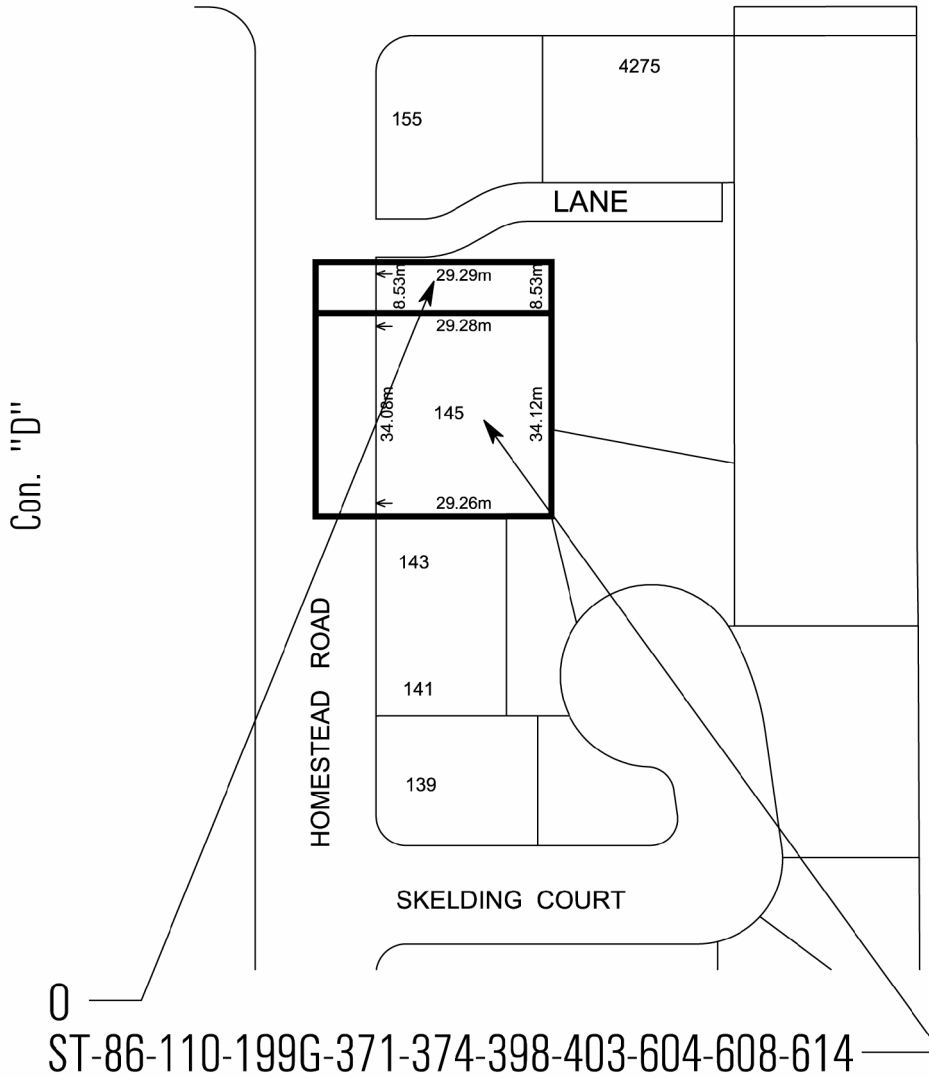 4275
155
LANE
8.53m
29.29m
8.53m
29.28m
34.08m
145
34.12m
29.26m
Con. "D"
143
HOMESTEAD ROAD
141
139
SKELDING COURT
O
ST-86-110-199G-371-374-398-403-604-608-614